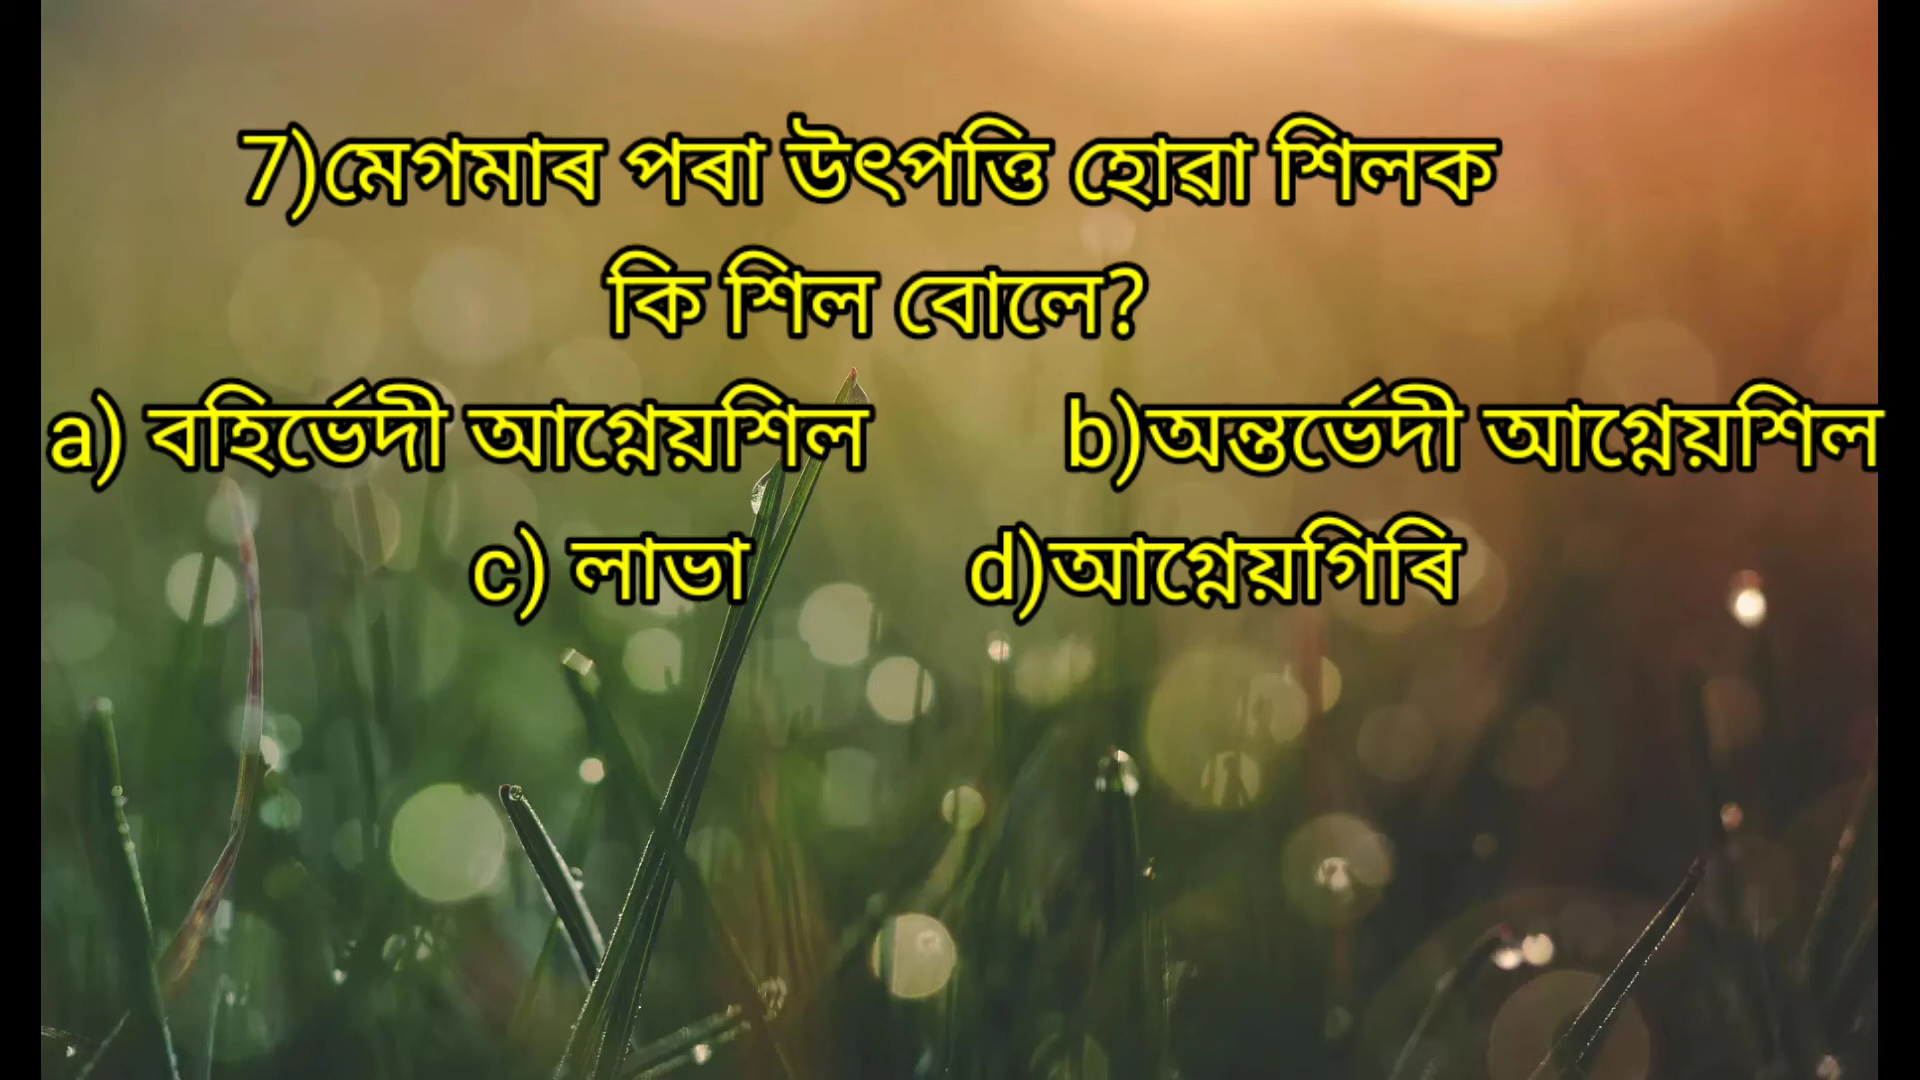 7)মেগমাৰ পৰা উৎপত্তি হোৱা শিলক
কি শিল বোলে?
a) বহিৰ্ভেদী আগ্নেয়শিল b)অন্তৰ্ভেদী আগ্নেয়শিল
c) লাভা d)আগ্নেয়গিৰি